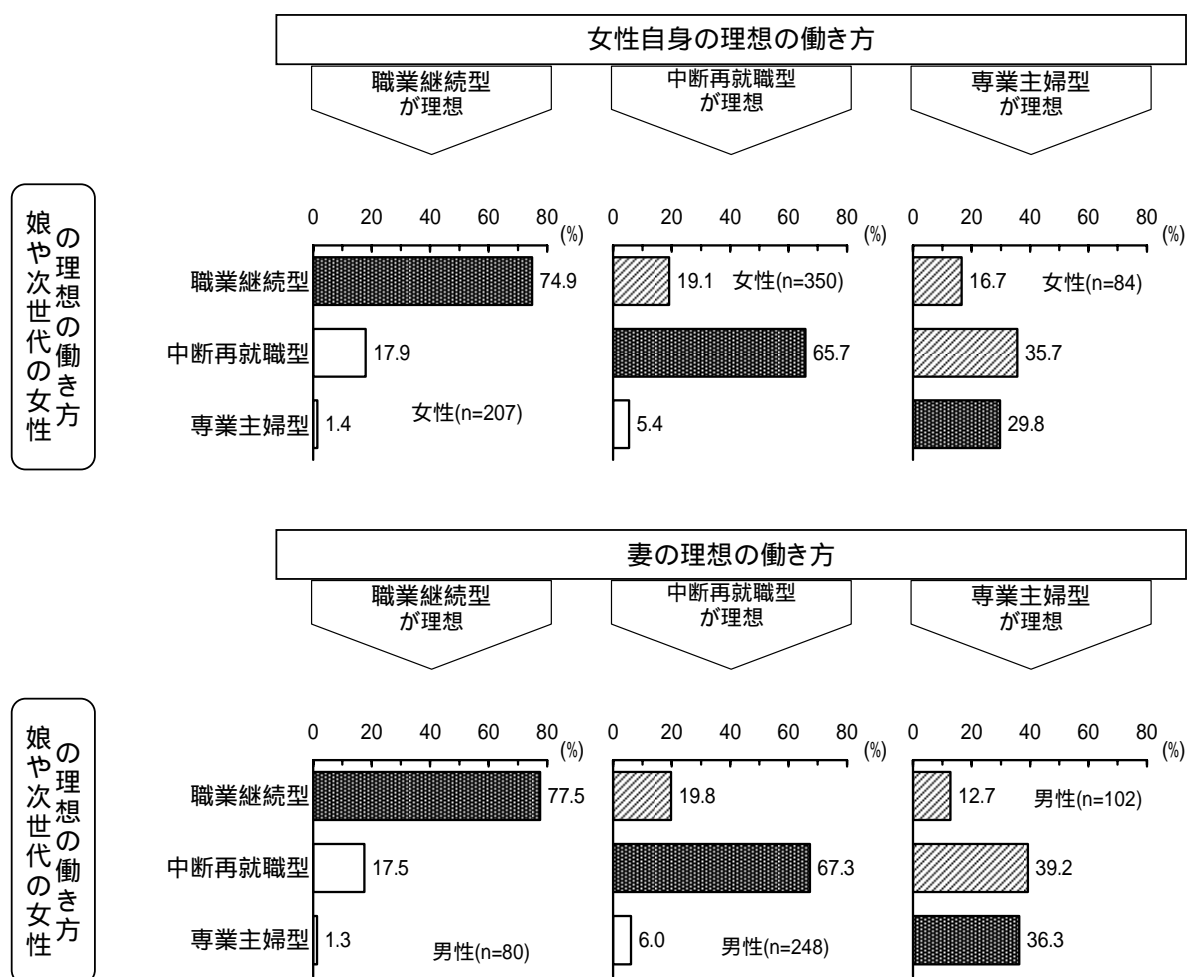 女性自身の理想の働き方
職業継続型
が理想
中断再就職型
が理想
専業主婦型
が理想
娘や次世代の女性
の理想の働き方
0 20 40 60 80
(%)
0 20 40 60 80
(%)
0 20 40 60 80
(%)
職業継続型 74.9 19.1 女性(n=350) 16.7 女性(n=84)
中断再就職型 17.9 65.7 35.7
専業主婦型 1.4 女性(n=207) 5.4 29.8
妻の理想の働き方
職業継続型
が理想
中断再就職型
が理想
専業主婦型
が理想
娘や次世代の女性
の理想の働き方
0 20 40 60 80
(%)
0 20 40 60 80
(%)
0 20 40 60 80
(%)
職業継続型 77.5 19.8 12.7 男性(n=102)
中断再就職型 17.5 67.3 39.2
専業主婦型 1.3 男性(n=80) 6.0 男性(n=248) 36.3